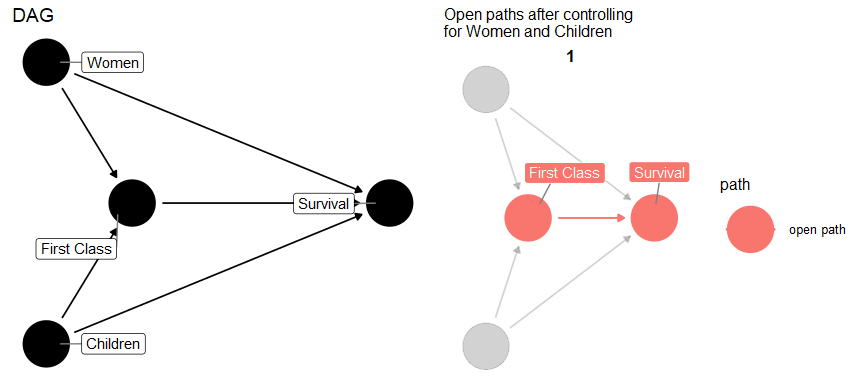 DAG
Women
Survival
First Class
Children
Open paths after controlling
for Women and Children
1
First Class
Survival
path
open path